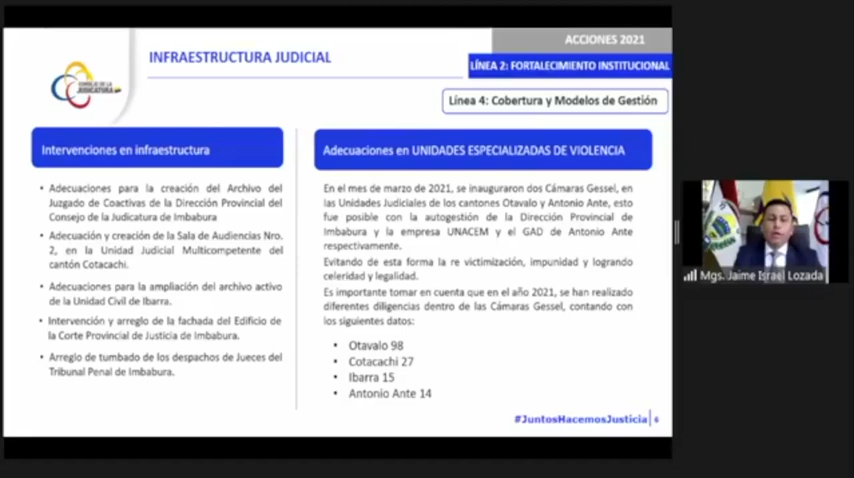 ACCIONES 2021
INFRAESTRUCTURA JUDICIAL
LÍNEA 2: FORTALECIMIENTO INSTITUCIONAL
CONSEJO DE LA
JUDICATURA
Línea 4: Cobertura y Modelos de Gestión
Intervenciones en infraestructura
• Adecuaciones para la creación del Archivo del
Juzgado de Coactivas de la Dirección Provincial del
Consejo de la Judicatura de Imbabura
• Adecuación y creación de la Sala de Audiencias Nro.
2, en la Unidad Judicial Multicompetente del
cantón Cotacachi.
• Adecuaciones para la ampliación del archivo activo
de la Unidad Civil de Ibarra.
• Intervención y arreglo de la fachada del Edificio de
la Corte Provincial de Justicia de Imbabura.
• Arreglo de tumbado de los despachos de Jueces del
Tribunal Penal de Imbabura.
Adecuaciones en UNIDADES ESPECIALIZADAS DE VIOLENCIA
En el mes de marzo de 2021, se inauguraron dos Cámaras Gessel, en
las Unidades Judiciales de los cantones Otavalo y Antonio Ante, esto
fue posible con la autogestión de la Dirección Provincial de
Imbabura y la empresa UNACEM y el GAD de Antonio Ante
respectivamente.
Evitando de esta forma la re victimización, impunidad y logrando
celeridad y legalidad.
Es importante tomar en cuenta que en el año 2021, se han realizado
diferentes diligencias dentro de las Cámaras Gessel, contando con
los siguientes datos:
• Otavalo 98
• Cotacachi 27
• Ibarra 15
• Antonio Ante 14
#JuntosHacemosJusticia 6
Mgs. Jaime Israel Lozada